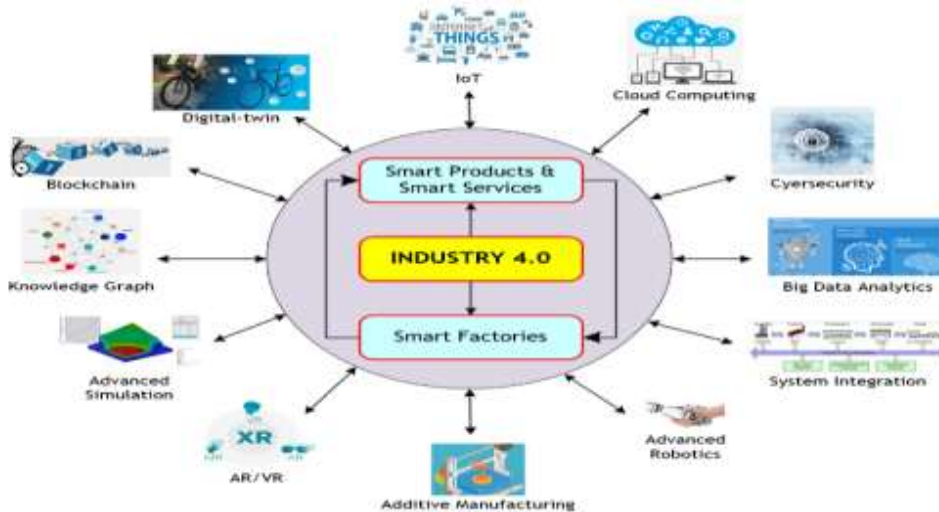 INTERNET
THINGS
IoT
Cloud Computing
Digital-twin
Blockchain
Cyersecurity
Knowledge Graph
Big Data Analytics
Smart Products &
Smart Services
INDUSTRY 4.0
Smart Factories
Advanced
Simulation
System Integration
XR
AR/VR
Additive Manufacturing
Advanced
Robotics